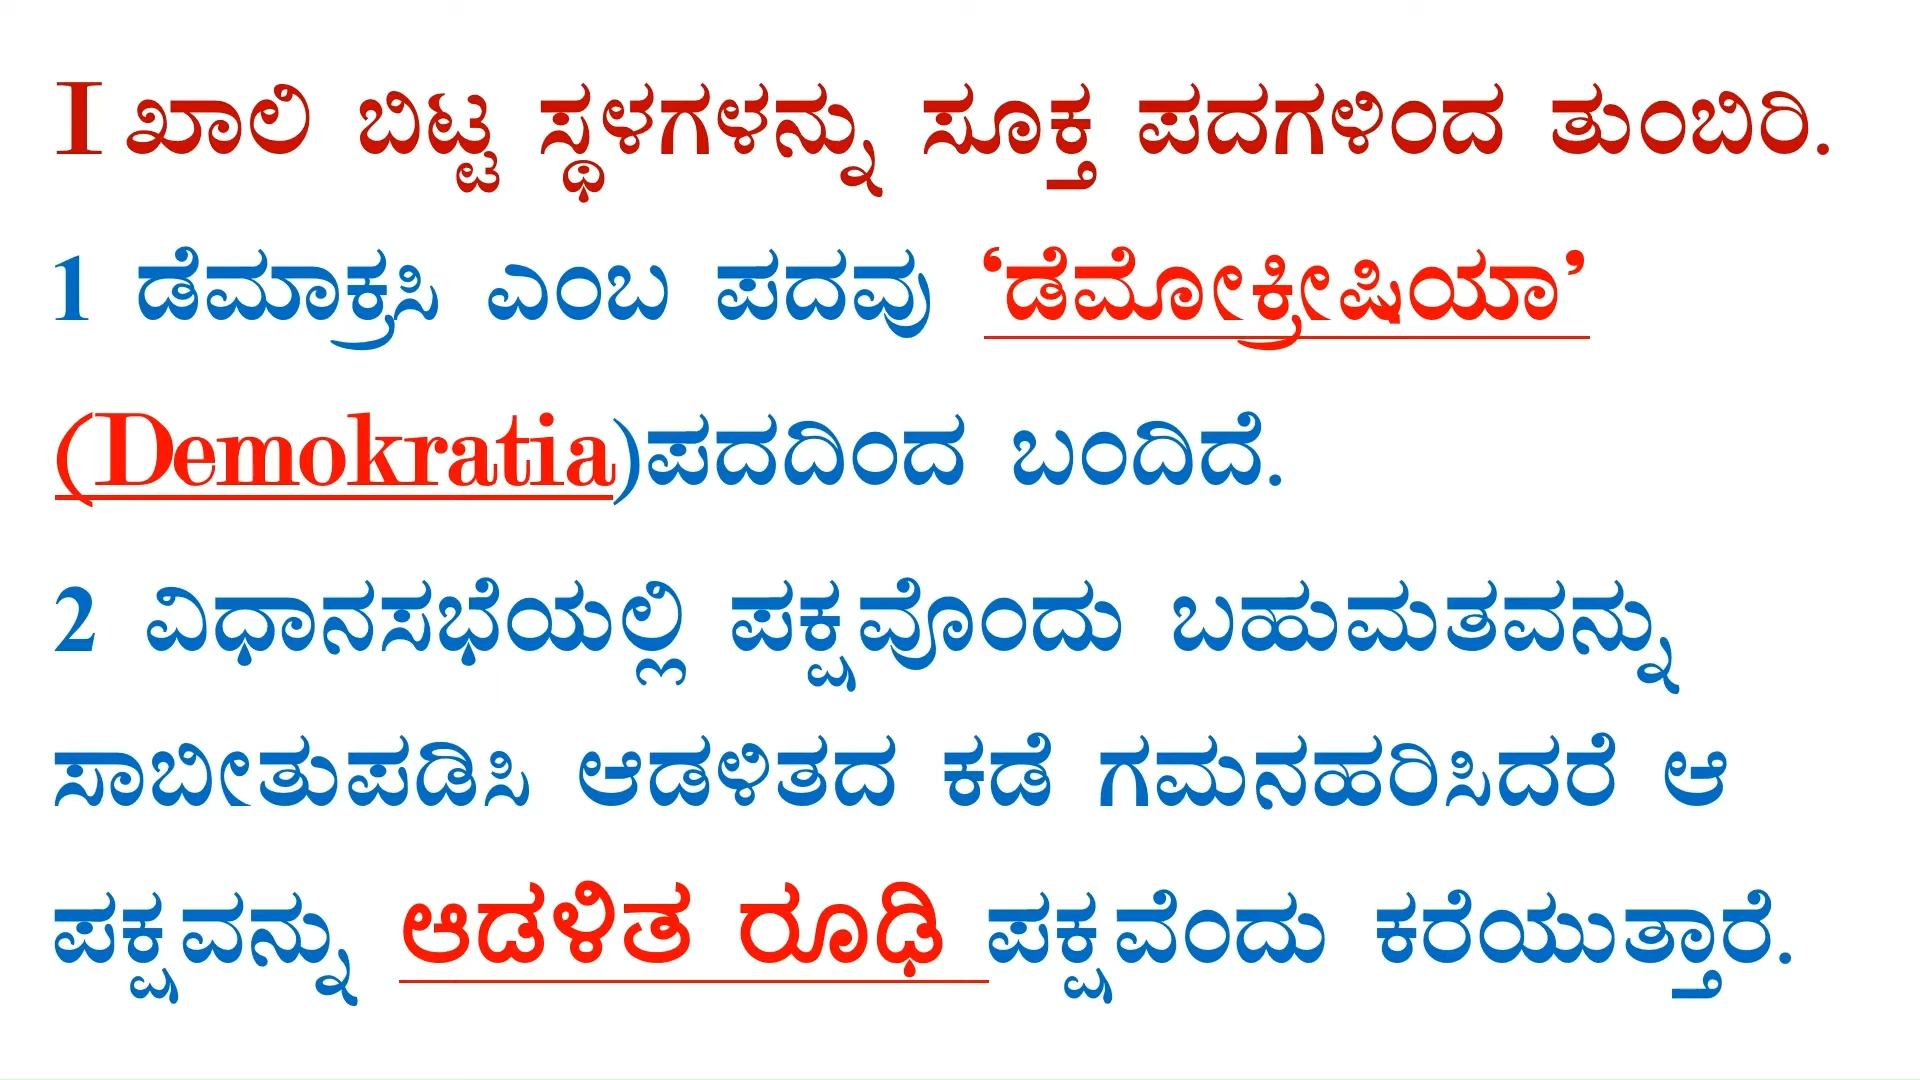 I ಖಾಲಿ ಬಿಟ್ಟ ಸ್ಥಳಗಳನ್ನು ಸೂಕ್ತ ಪದಗಳಿಂದ ತುಂಬಿರಿ.
1 ಡೆಮಾಕ್ರಸಿ ಎಂಬ ಪದವು ‘ಡೆಮೋಕ್ರೀಷಿಯಾ’
(Demokratia)ಪದದಿಂದ ಬಂದಿದೆ.
2 ವಿಧಾನಸಭೆಯಲ್ಲಿ ಪಕ್ಷವೊಂದು ಬಹುಮತವನ್ನು
ಸಾಬೀತುಪಡಿಸಿ ಆಡಳಿತದ ಕಡೆ ಗಮನಹರಿಸಿದರೆ ಆ
ಪಕ್ಷವನ್ನು ಆಡಳಿತ ರೂಢಿ ಪಕ್ಷವೆಂದು ಕರೆಯುತ್ತಾರೆ.